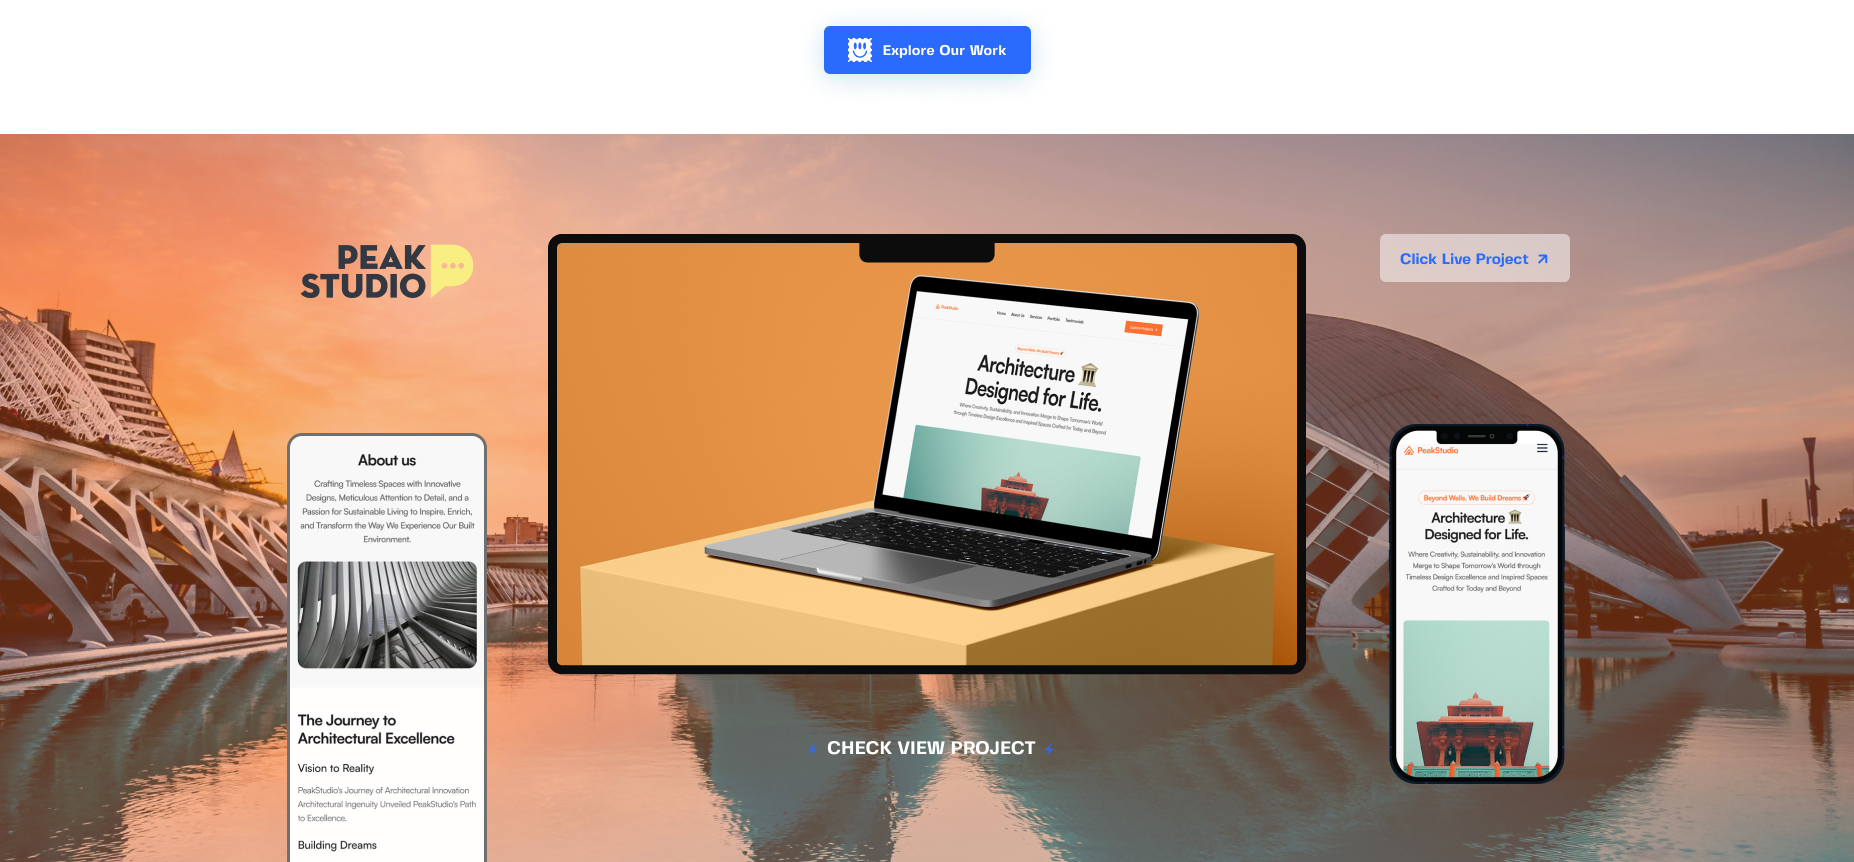 Explore Our Work
PEAK
STUDIO
Click Live Project
PeakStudio
Home About Us Services Portfolio Testimonials
Beyond Walls. We Build Dreams
Architecture
Designed for Life.
Where Creativity, Sustainability, and Innovation Merge to Shape Tomorrow's World
through Timeless Design Excellence and Inspired Spaces Crafted for Today and Beyond
About us
Crafting Timeless Spaces with Innovative
Designs, Meticulous Attention to Detail, and a
Passion for Sustainable Living to Inspire, Enrich,
and Transform the Way We Experience Our Built
Environment.
The Journey to
Architectural Excellence
Vision to Reality
PeakStudio's Journey of Architectural Innovation
Architectural Ingenuity Unveiled PeakStudio's Path
to Excellence.
Building Dreams
PeakStudio
Beyond Walls. We Build Dreams
Architecture
Designed for Life.
Where Creativity, Sustainability, and Innovation
Merge to Shape Tomorrow's World through
Timeless Design Excellence and Inspired Spaces
Crafted for Today and Beyond
CHECK VIEW PROJECT